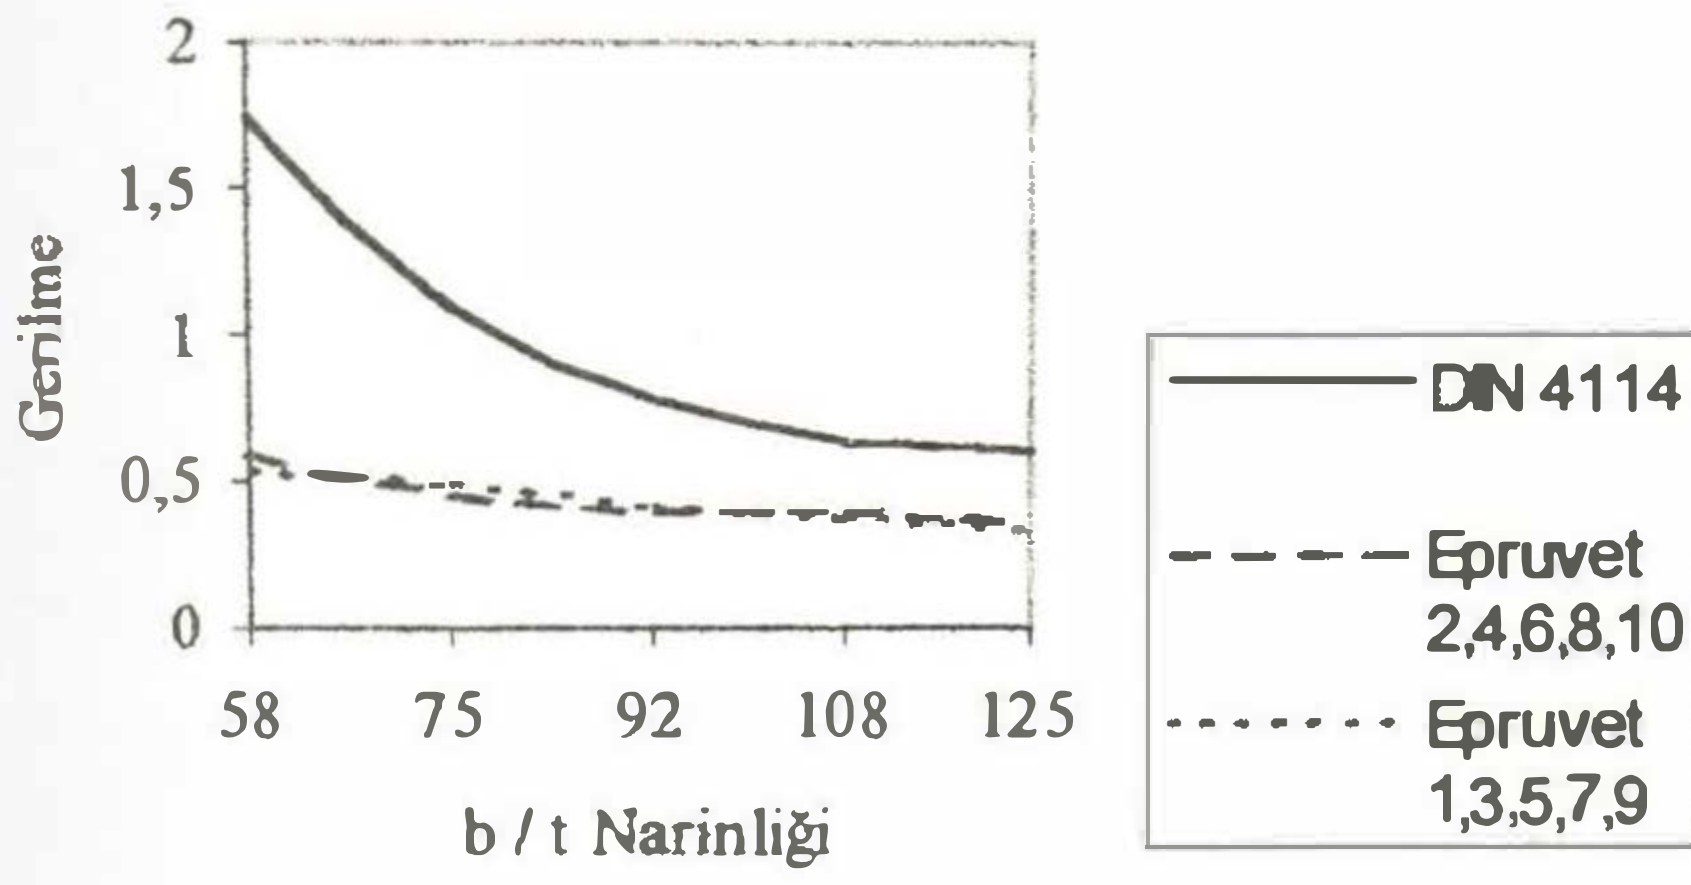 2
1,5
1
0,5
0
Gerilme
58 75 92 108 125
b / t Narinliği
DIN 4114
Epruvet
2,4,6,8,10
Epruvet
1,3,5,7,9